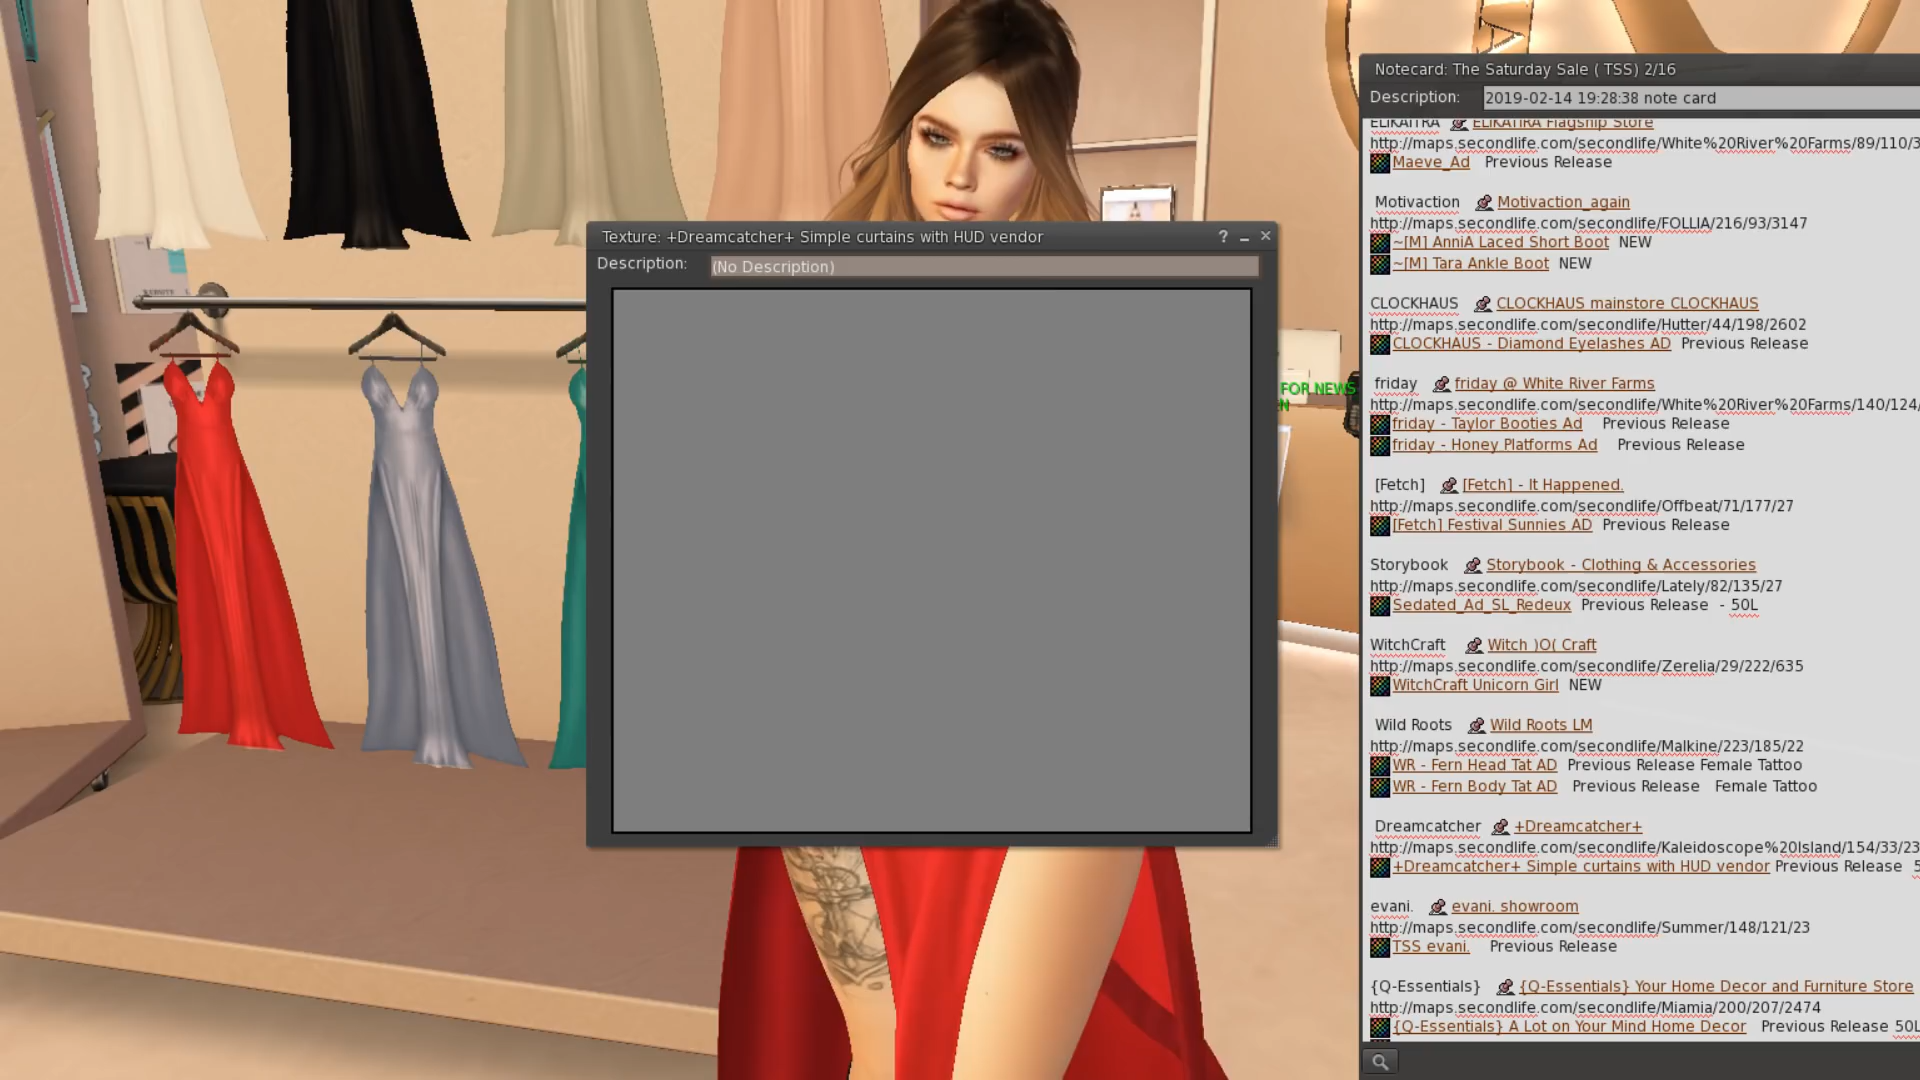 Notecard: The Saturday Sale ( TSS) 2/16
Description: 2019-02-14 19:28:38 note card
ELIKATIRA Flagship Store
http://maps.secondlife.com/secondlife/White%20River%20Farms/89/110/3
Maeve_Ad Previous Release
Motivaction Motivaction_again
http://maps.secondlife.com/secondlife/FOLLIA/216/93/3147
~[M] AnniA Laced Short Boot NEW
~[M] Tara Ankle Boot NEW
CLOCKHAUS CLOCKHAUS mainstore CLOCKHAUS
http://maps.secondlife.com/secondlife/Hutter/44/198/2602
CLOCKHAUS - Diamond Eyelashes AD Previous Release
friday friday @ White River Farms
http://maps.secondlife.com/secondlife/White%20River%20Farms/140/124/
friday - Taylor Booties Ad Previous Release
friday - Honey Platforms Ad Previous Release
[Fetch] [Fetch] - It Happened.
http://maps.secondlife.com/secondlife/Offbeat/71/177/27
[Fetch] Festival Sunnies AD Previous Release
Storybook Storybook - Clothing & Accessories
http://maps.secondlife.com/secondlife/Lately/82/135/27
Sedated_Ad_SL_Redeux Previous Release - 50L
WitchCraft Witch )O( Craft
http://maps.secondlife.com/secondlife/Zerelia/29/222/635
WitchCraft Unicorn Girl NEW
Wild Roots Wild Roots LM
http://maps.secondlife.com/secondlife/Malkine/223/185/22
WR - Fern Head Tat AD Previous Release Female Tattoo
WR - Fern Body Tat AD Previous Release Female Tattoo
Dreamcatcher +Dreamcatcher+
http://maps.secondlife.com/secondlife/Kaleidoscope%20Island/154/33/23
+Dreamcatcher+ Simple curtains with HUD vendor Previous Release 5
evani. evani. showroom
http://maps.secondlife.com/secondlife/Summer/148/121/23
TSS evani. Previous Release
{Q-Essentials} {Q-Essentials} Your Home Decor and Furniture Store
http://maps.secondlife.com/secondlife/Miamia/200/207/2474
{Q-Essentials} A Lot on Your Mind Home Decor Previous Release 50L
Texture: +Dreamcatcher+ Simple curtains with HUD vendor
? _ ×
Description: (No Description)
FOR NEWS
N